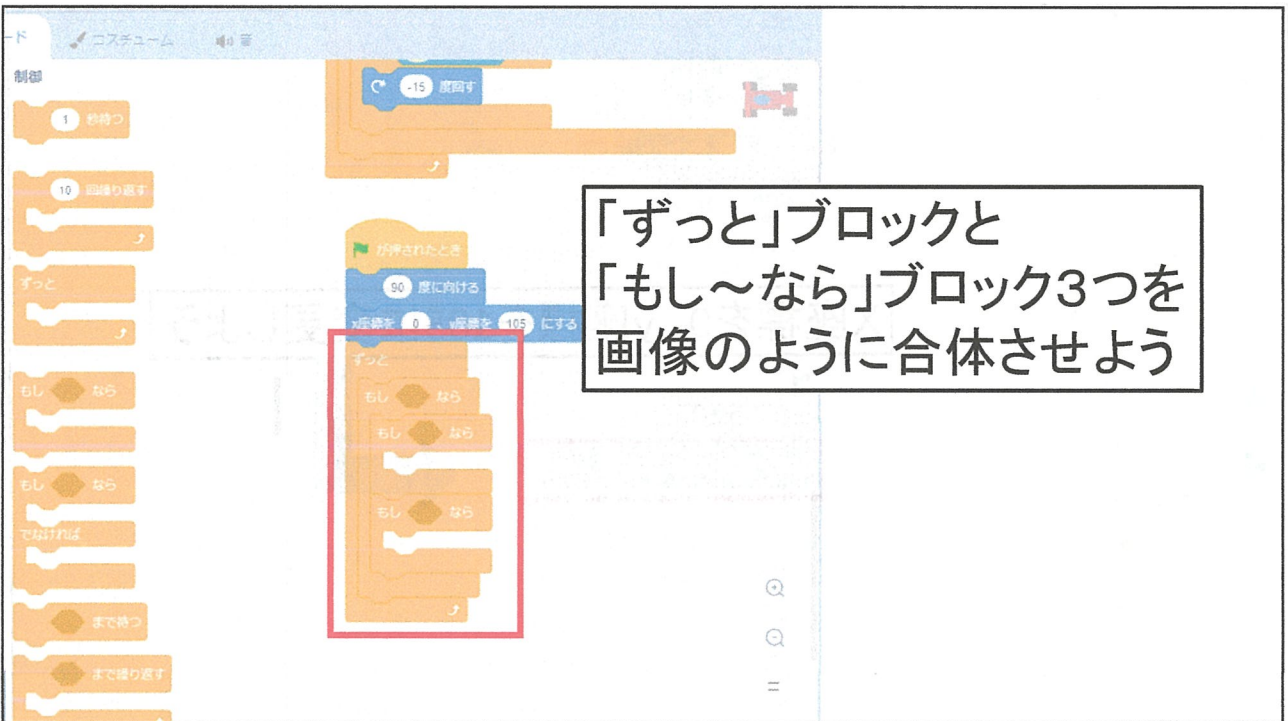 ード
コスチューム
音
制御
1 秒待つ
10 回繰り返す
ずっと
もし なら
もし なら
でなければ
まで待つ
まで繰り返す
-15 度回す
が押されたとき
90 度に向ける
x座標を 0 、y座標を 105 にする
ずっと
もし なら
もし なら
もし なら
「ずっと」ブロックと
「もし～なら」ブロック3つを
画像のように合体させよう